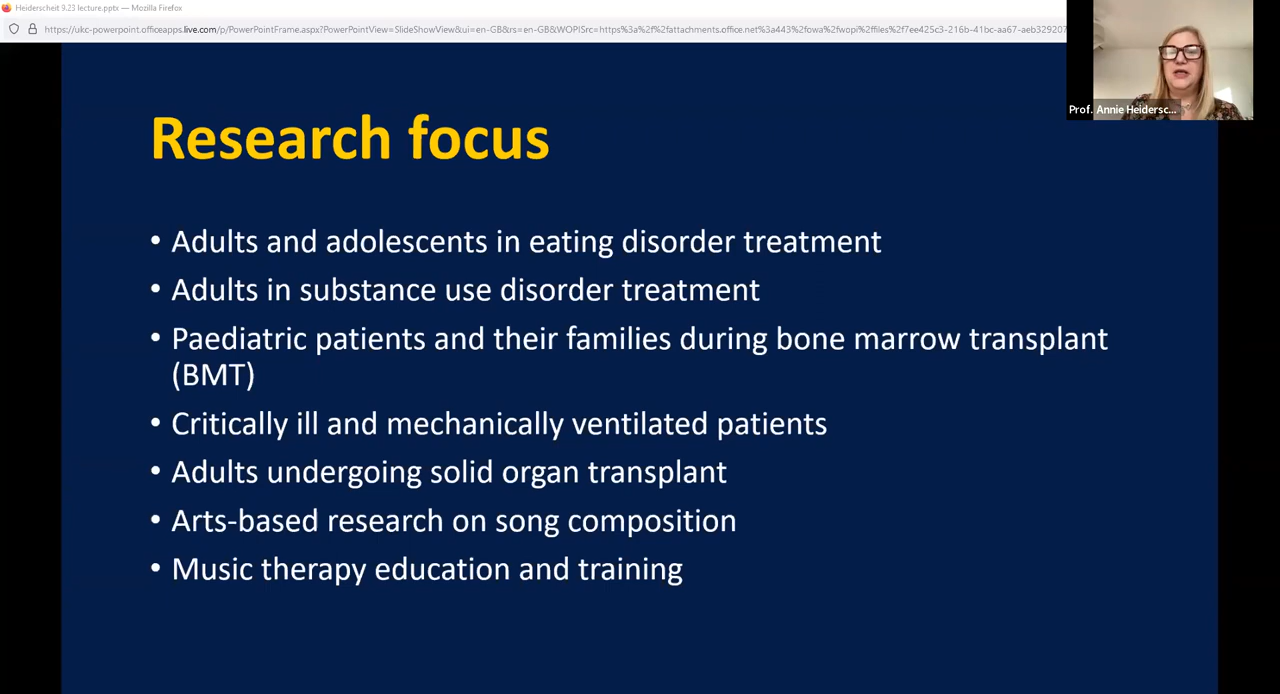 Heiderscheit 9.23 lecture.pptx — Mozilla Firefox
https://ukc-powerpoint.officeapps.live.com/p/PowerPointFrame.aspx?PowerPointView=SlideShowView&ui=en-GB&rs=en-GB&WOPISrc=https%3a%2f%2fattachments.office.net%3a443%2fowa%2fwopi%2ffiles%2f7ee425c3-216b-41bc-aa67-aeb329207
Prof. Annie Heidersc...
Research focus
• Adults and adolescents in eating disorder treatment
• Adults in substance use disorder treatment
• Paediatric patients and their families during bone marrow transplant
(BMT)
• Critically ill and mechanically ventilated patients
• Adults undergoing solid organ transplant
• Arts-based research on song composition
• Music therapy education and training